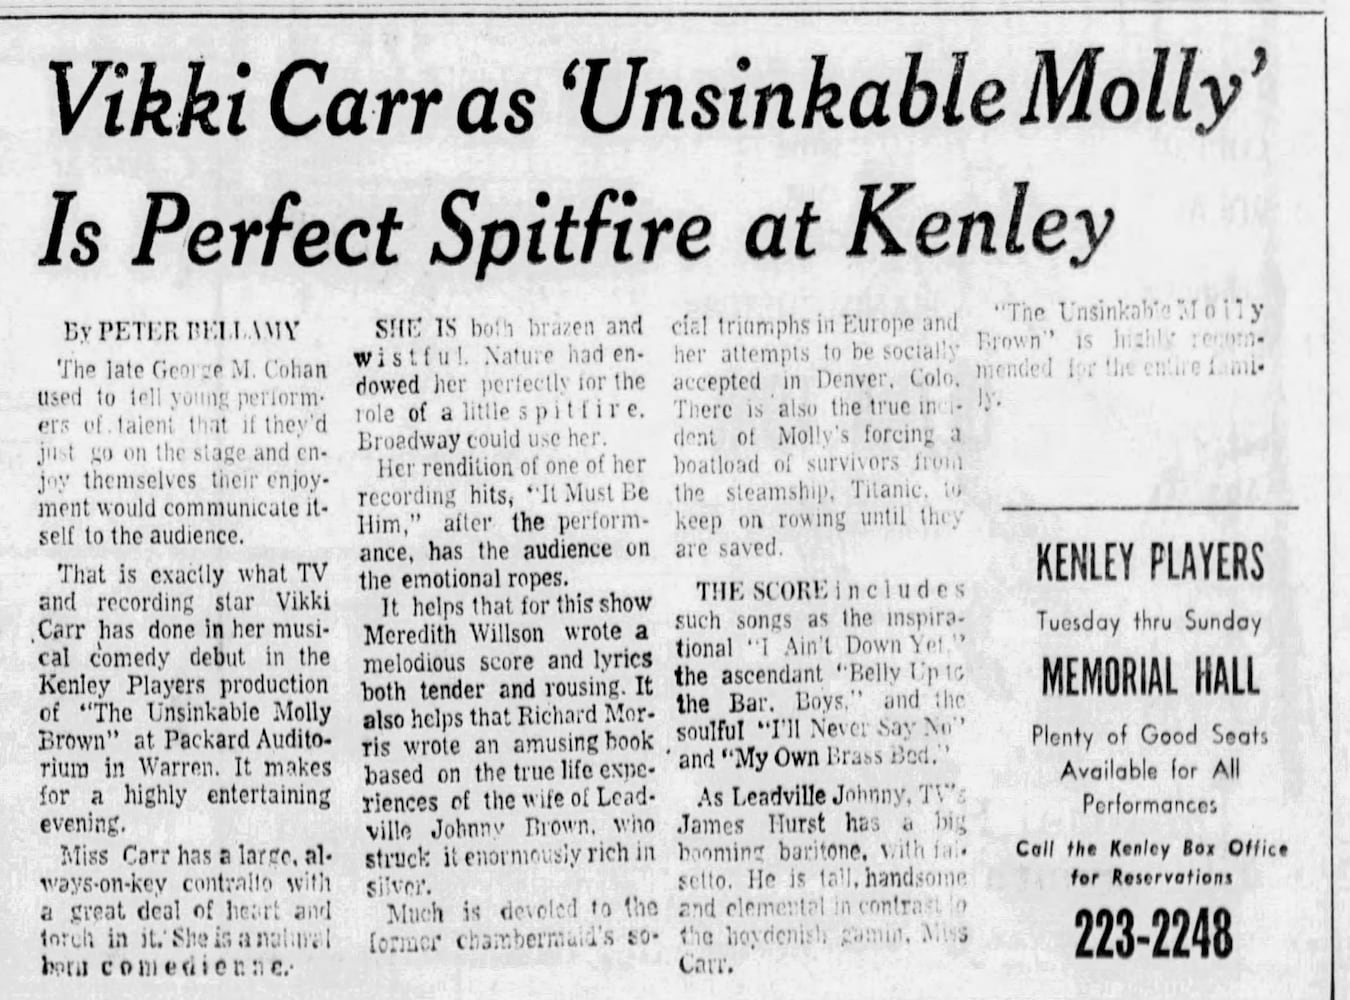 Vikki Carr as ‘Unsinkable Molly’
Is Perfect Spitfire at Kenley
By PETER BELLAMY
The late George M. Cohan
used to tell young perform-
ers of talent that if they'd
just go on the stage and en-
joy themselves their enjoy-
ment would communicate it-
self to the audience.
That is exactly what TV
and recording star Vikki
Carr has done in her musi-
cal comedy debut in the
Kenley Players production
of "The Unsinkable Molly
Brown" at Packard Audito-
rium in Warren. It makes
for a highly entertaining
evening.
Miss Carr has a large, al-
ways-on-key contralto with
a great deal of heart and
torch in it. She is a natural
born comedienne.
SHE IS both brazen and
wistful. Nature had en-
dowed her perfectly for the
role of a little spitfire.
Broadway could use her.
Her rendition of one of her
recording hits, "It Must Be
Him," after the perform-
ance, has the audience on
the emotional ropes.
It helps that for this show
Meredith Willson wrote a
melodious score and lyrics
both tender and rousing. It
also helps that Richard Mor-
ris wrote an amusing book
based on the true life expe-
riences of the wife of Lead-
ville Johnny Brown, who
struck it enormously rich in
silver.
Much is devoted to the
former chambermaid's so-
cial triumphs in Europe and
her attempts to be socially
accepted in Denver, Colo.
There is also the true inci-
dent of Molly's forcing a
boatload of survivors from
the steamship, Titanic, to
keep on rowing until they
are saved.
THE SCORE includes
such songs as the inspira-
tional "I Ain't Down Yet,"
the ascendant "Belly Up to
the Bar, Boys," and the
soulful "I'll Never Say No"
and "My Own Brass Bed."
As Leadville Johnny, TV's
James Hurst has a big
booming baritone, with fal-
setto. He is tall, handsome
and elemental in contrast to
the hoydenish gamin, Miss
Carr.
"The Unsinkable Molly
Brown" is highly recom-
mended for the entire fami-
ly.
KENLEY PLAYERS
Tuesday thru Sunday
MEMORIAL HALL
Plenty of Good Seats
Available for All
Performances
Call the Kenley Box Office
for Reservations
223-2248